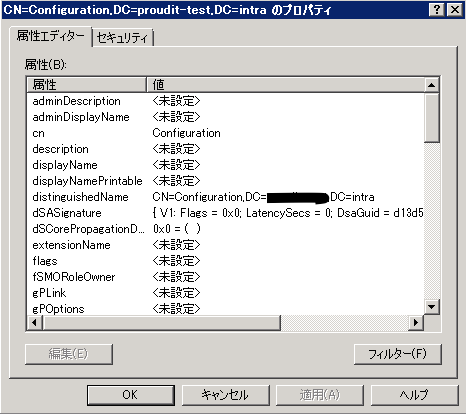 CN=Configuration,DC=proudit-test,DC=intra のプロパティ
属性エディター セキュリティ
属性(B):
属性 値
adminDescription <未設定>
adminDisplayName <未設定>
cn Configuration
description <未設定>
displayName <未設定>
displayNamePrintable <未設定>
distinguishedName CN=Configuration,DC= DC=intra
dSASignature { V1: Flags = 0x0; LatencySecs = 0; DsaGuid = d13d5
dSCorePropagationD... 0x0 = ( )
extensionName <未設定>
flags <未設定>
fSMORoleOwner <未設定>
gPLink <未設定>
gPOptions <未設定>
編集(E) フィルター(F)
OK キャンセル 適用(A) ヘルプ